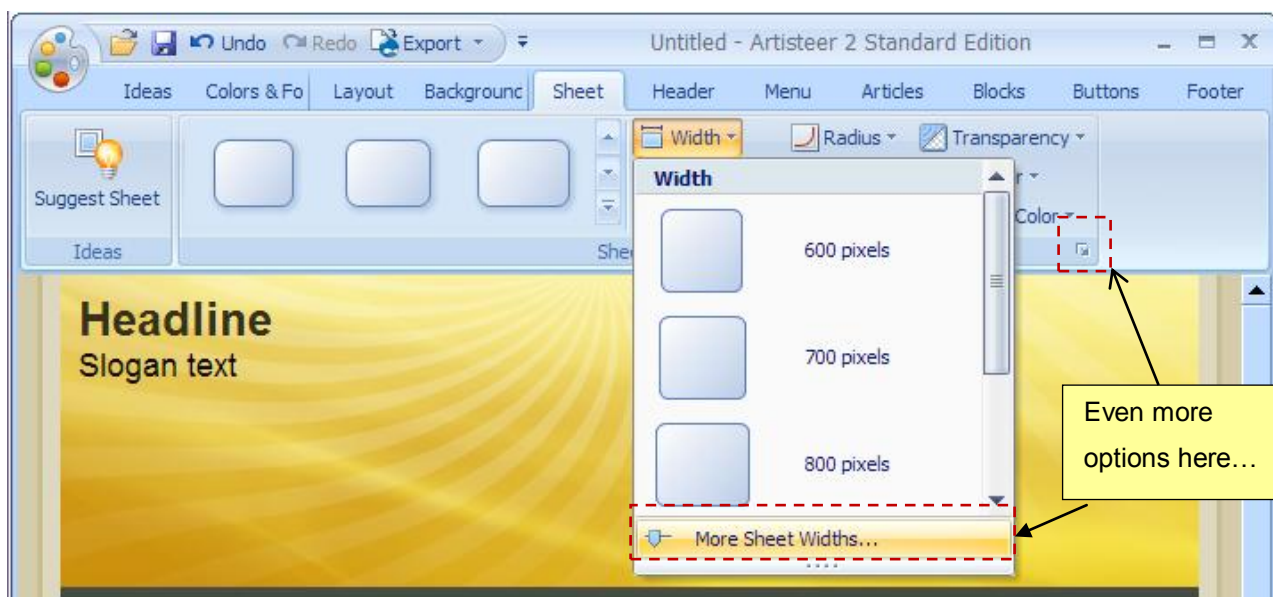 Undo Redo Export Untitled - Artisteer 2 Standard Edition
Ideas Colors & Fo Layout Background Sheet Header Menu Articles Blocks Buttons Footer
Width Radius Transparency
Suggest Sheet
Width
r
Color
Ideas
She
600 pixels
Headline
Slogan text
700 pixels
Even more
options here…
800 pixels
More Sheet Widths...